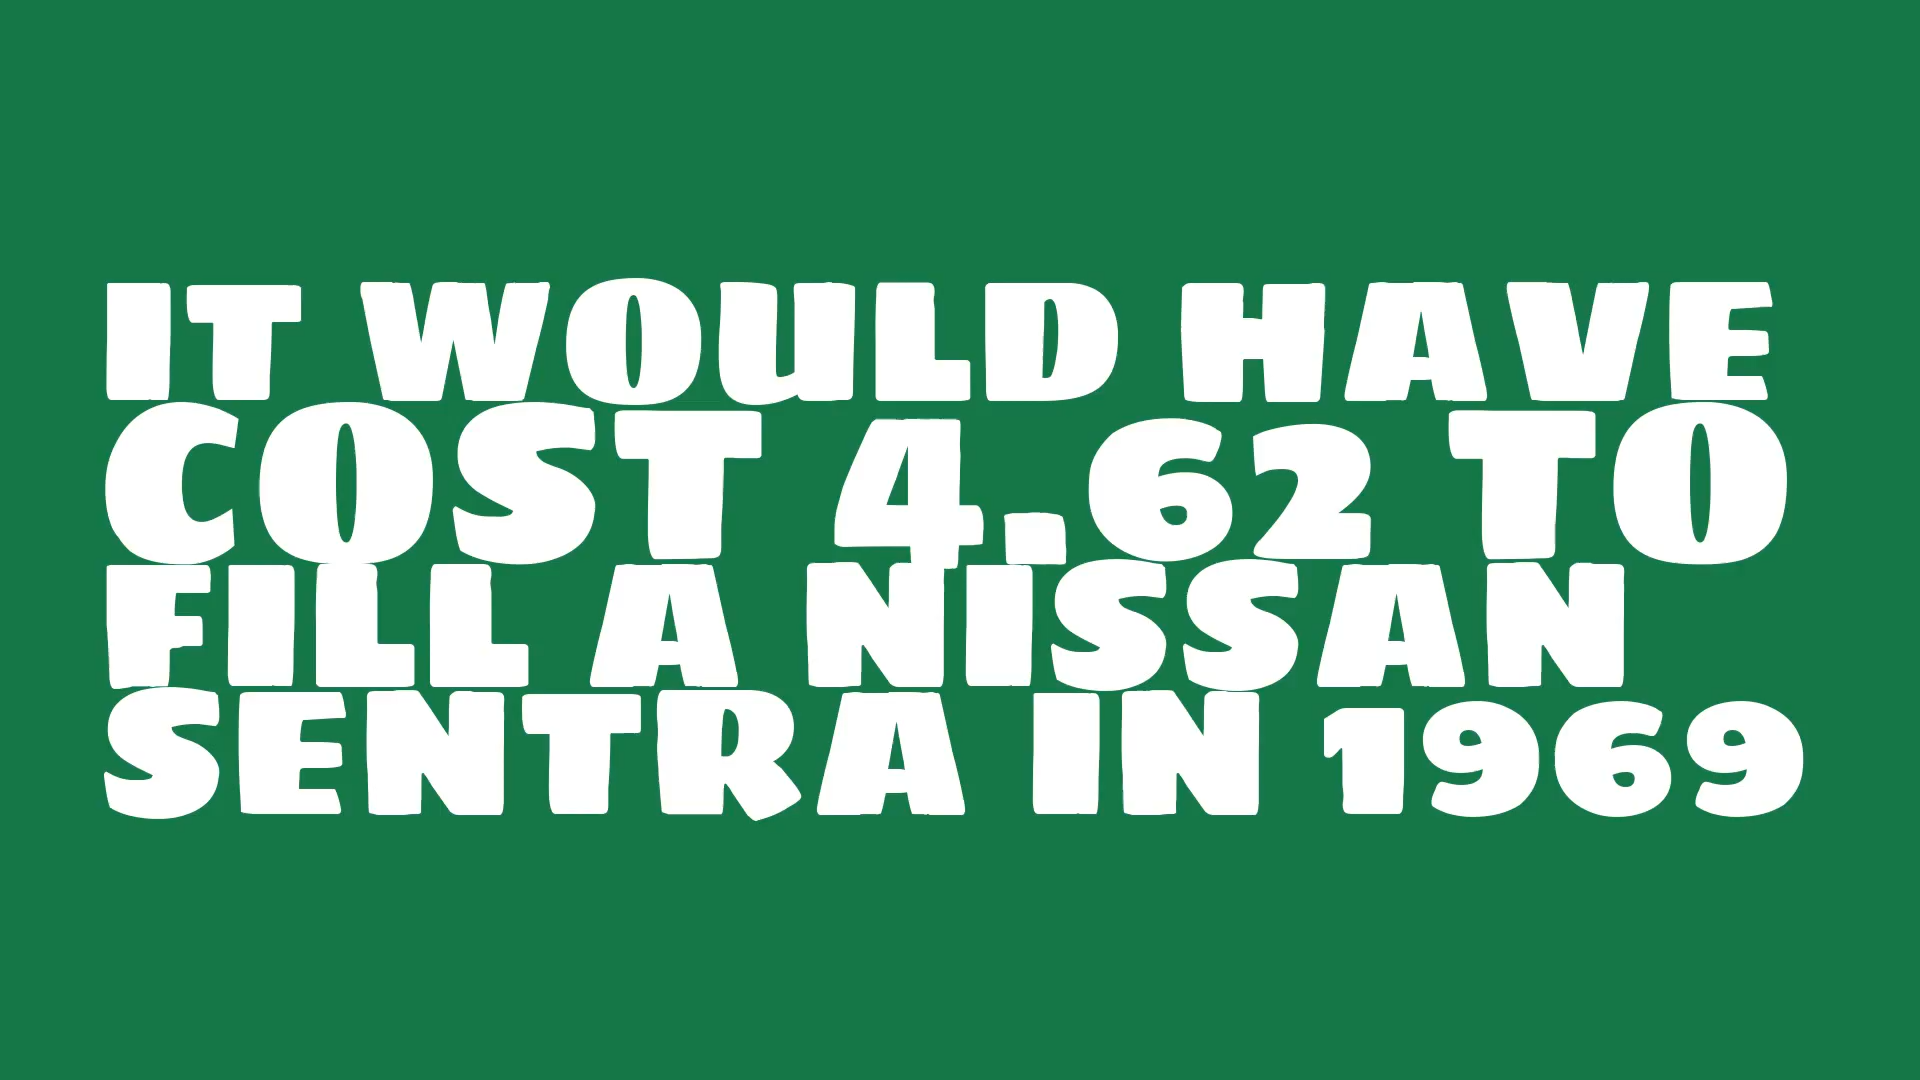 IT WOULD HAVE
COST 4.62 TO
FILL A NISSAN
SENTRA IN 1969